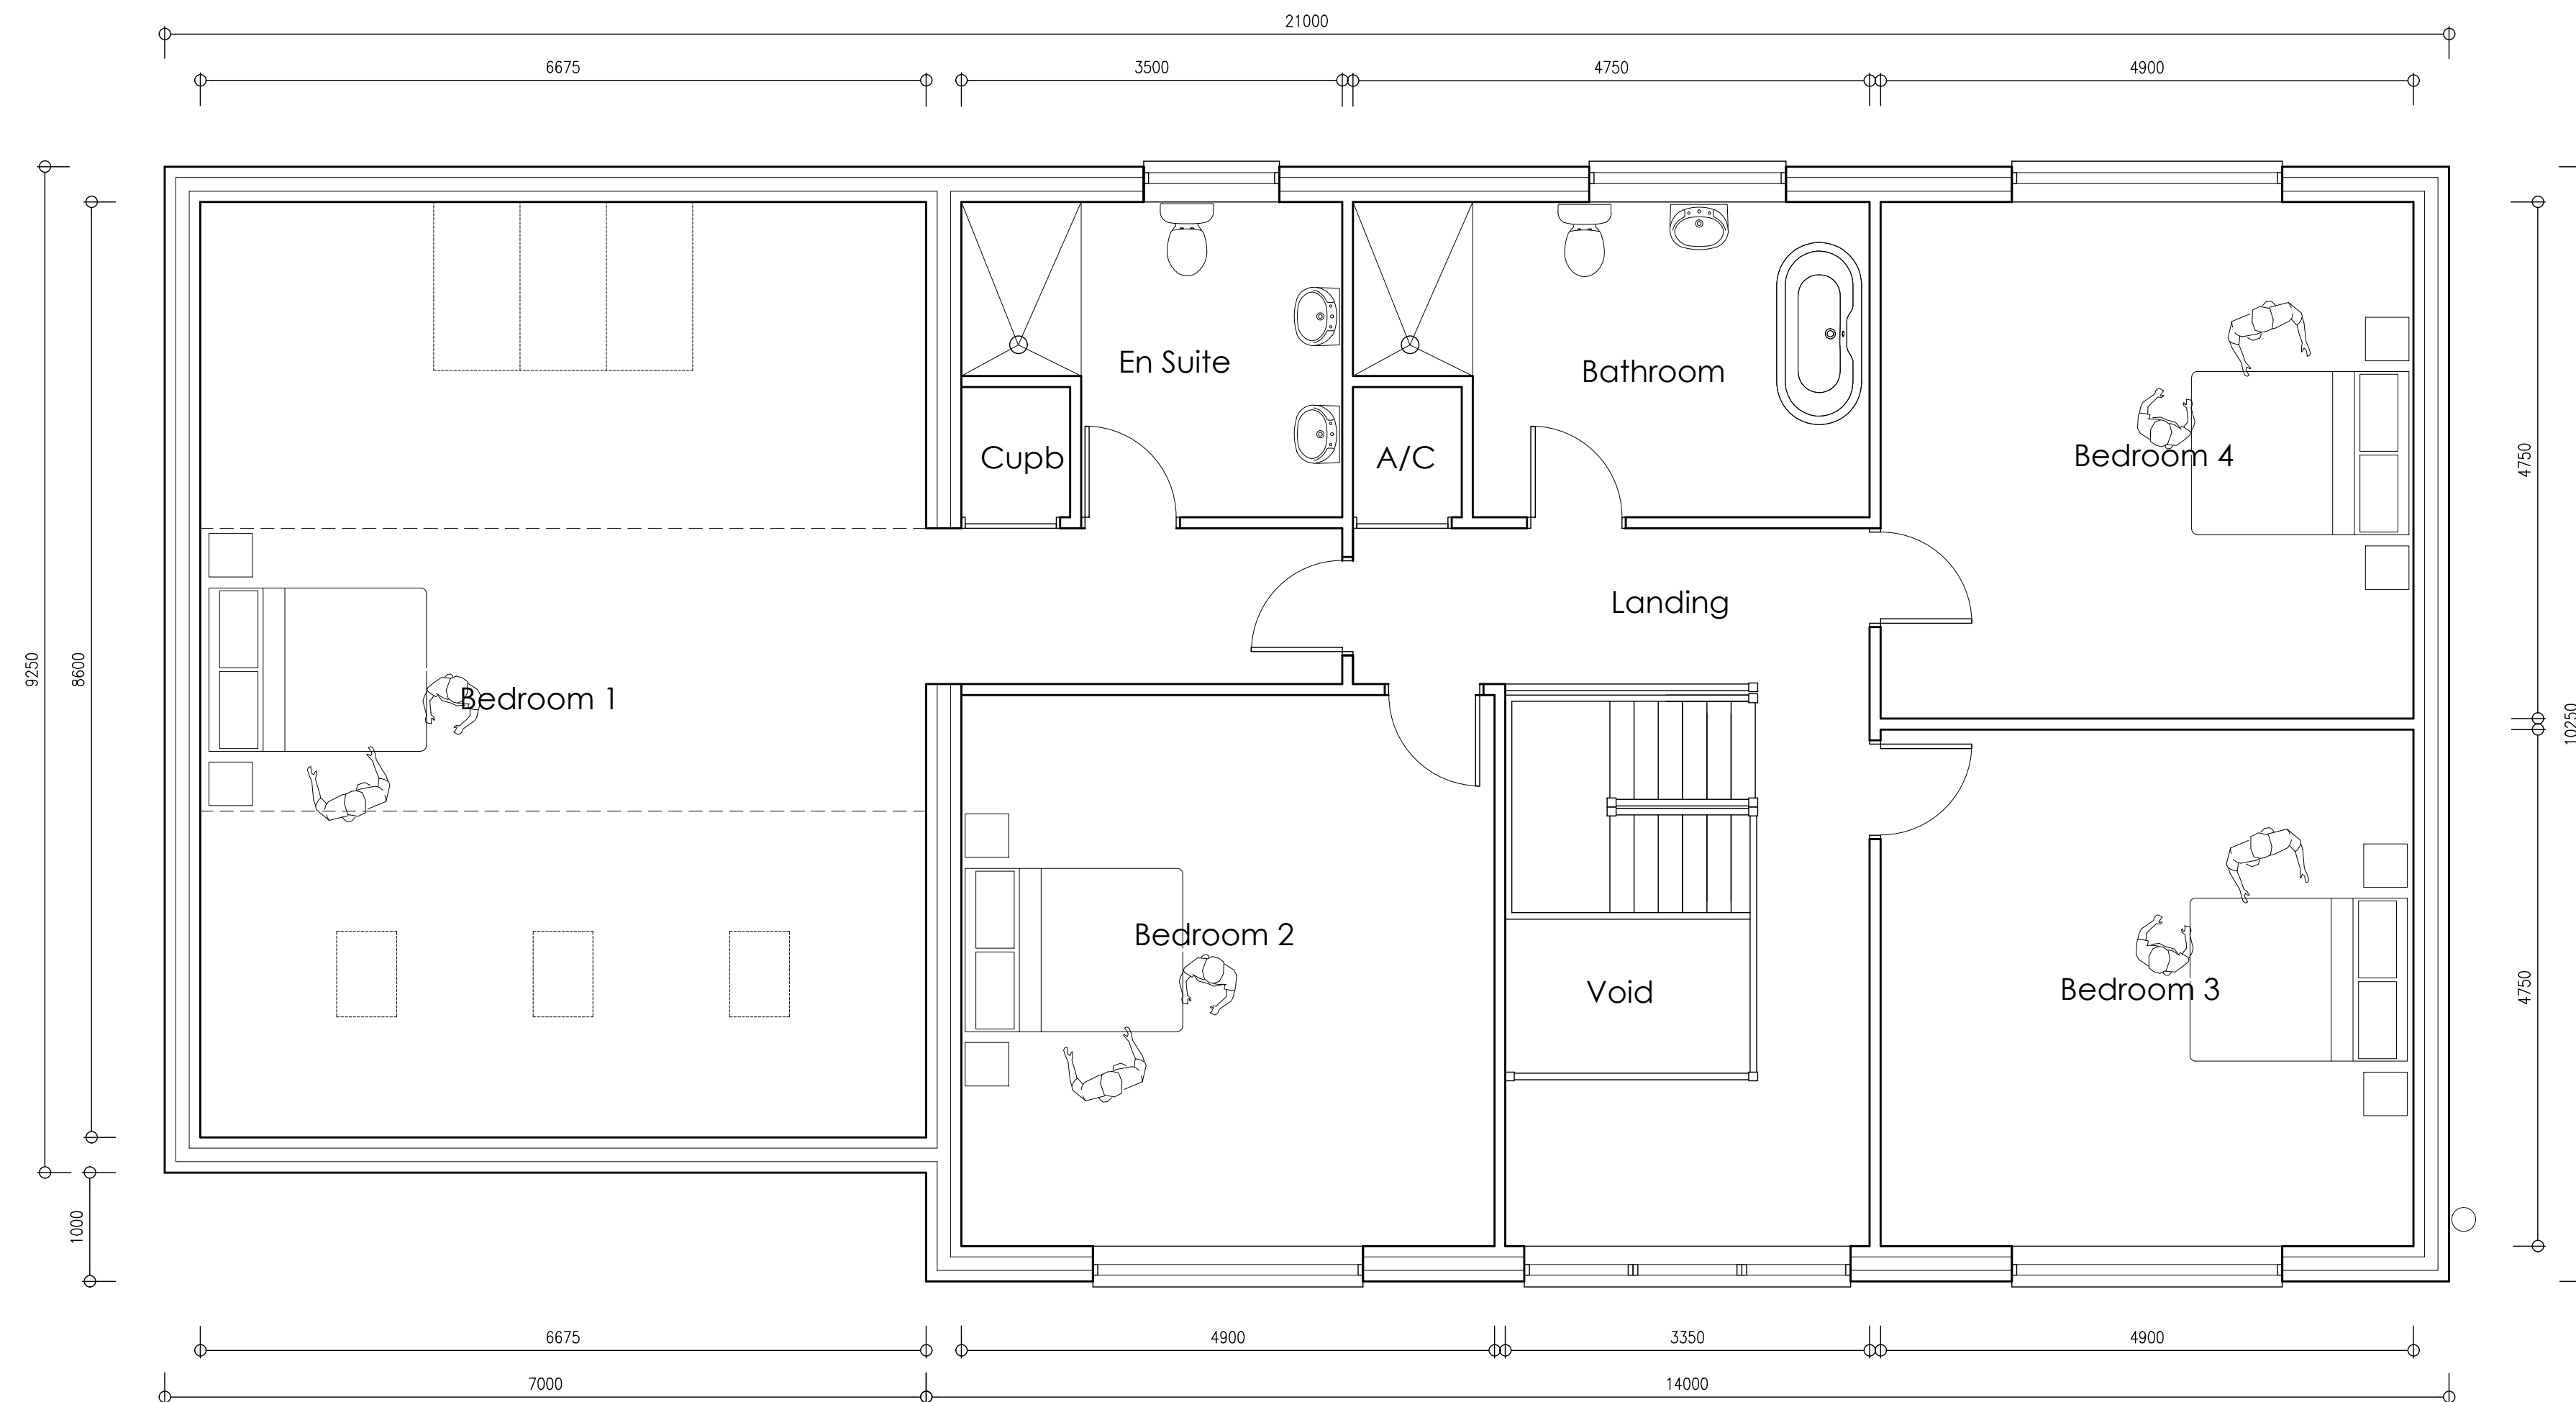 21000
6675 3500 4750 4900
En Suite
Bathroom
Cupb
A/C
Bedroom 4
4750
Landing
9250
8600
Bedroom 1
10250
Bedroom 2
Void
Bedroom 3
4750
1000
6675 4900 3350 4900
7000 14000